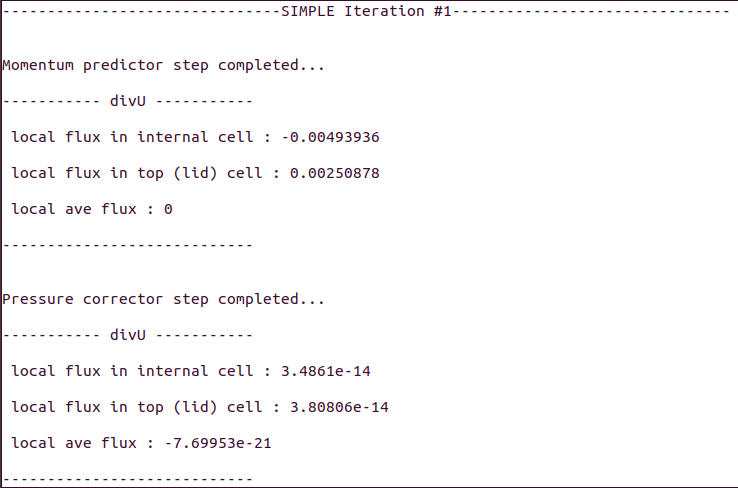 -------------------------------SIMPLE Iteration #1-------------------------------
Momentum predictor step completed...
----------- divU -----------
local flux in internal cell : -0.00493936
local flux in top (lid) cell : 0.00250878
local ave flux : 0
----------------------------
Pressure corrector step completed...
----------- divU -----------
local flux in internal cell : 3.4861e-14
local flux in top (lid) cell : 3.80806e-14
local ave flux : -7.69953e-21
----------------------------